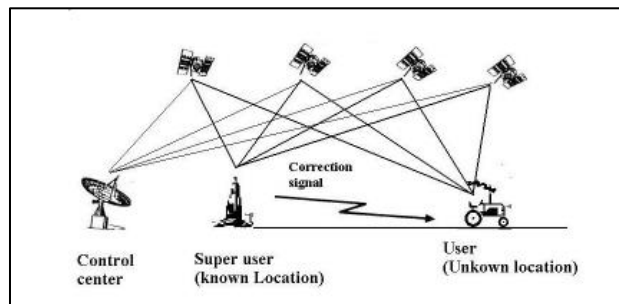 Correction
signal
Control
center
Super user
(known Location)
User
(Unkown location)